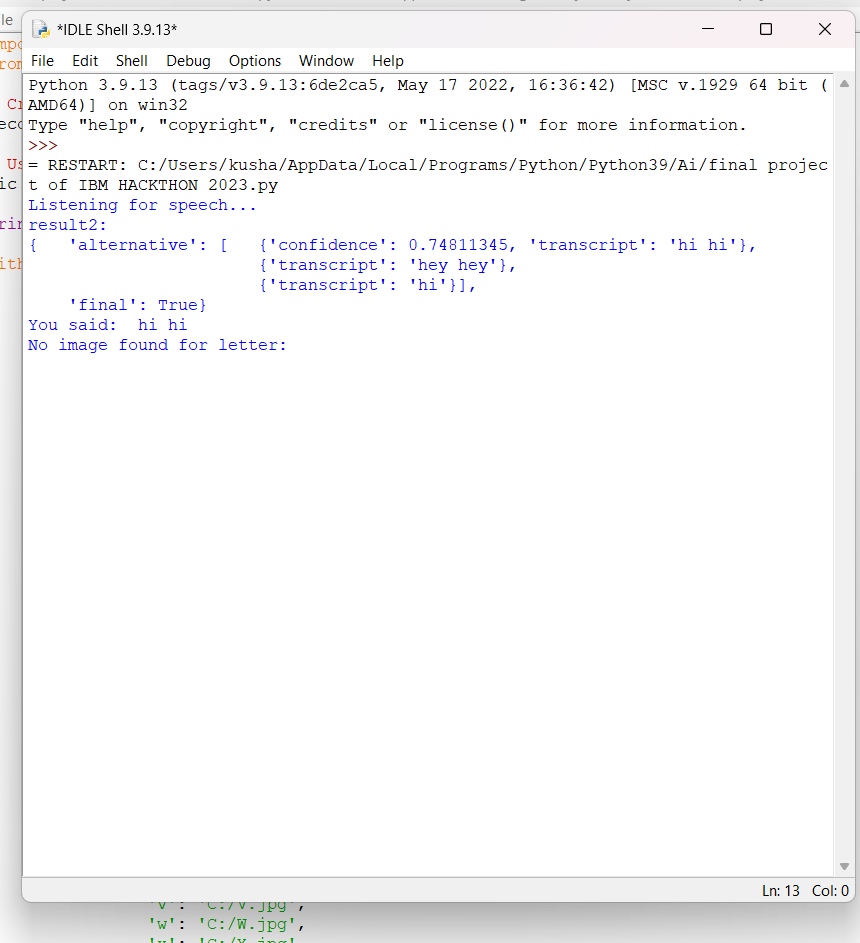 le
*IDLE Shell 3.9.13*
File Edit Shell Debug Options Window Help
Python 3.9.13 (tags/v3.9.13:6de2ca5, May 17 2022, 16:36:42) [MSC v.1929 64 bit (
AMD64)] on win32
Type "help", "copyright", "credits" or "license()" for more information.
>>>
= RESTART: C:/Users/kusha/AppData/Local/Programs/Python/Python39/Ai/final projec
t of IBM HACKTHON 2023.py
Listening for speech...
result2:
{   'alternative': [   {'confidence': 0.74811345, 'transcript': 'hi hi'},
                       {'transcript': 'hey hey'},
                       {'transcript': 'hi'}],
    'final': True}
You said:  hi hi
No image found for letter:
Ln: 13 Col: 0
'v': 'C:/V.jpg',
'w': 'C:/W.jpg',
'x': 'C:/X.jpg'